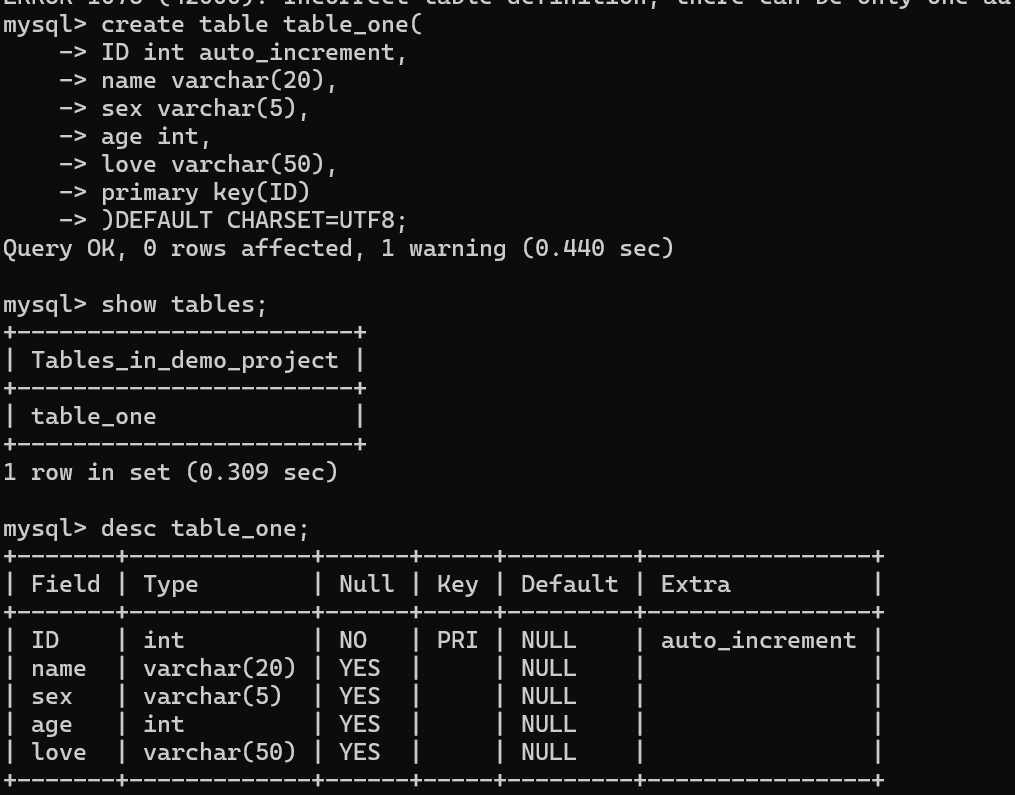 mysql> create table table_one(
    -> ID int auto_increment,
    -> name varchar(20),
    -> sex varchar(5),
    -> age int,
    -> love varchar(50),
    -> primary key(ID)
    -> )DEFAULT CHARSET=UTF8;
Query OK, 0 rows affected, 1 warning (0.440 sec)

mysql> show tables;
+------------------------+
| Tables_in_demo_project |
+------------------------+
| table_one              |
+------------------------+
1 row in set (0.309 sec)

mysql> desc table_one;
+-------+-------------+------+-----+---------+----------------+
| Field | Type        | Null | Key | Default | Extra          |
+-------+-------------+------+-----+---------+----------------+
| ID    | int         | NO   | PRI | NULL    | auto_increment |
| name  | varchar(20) | YES  |     | NULL    |                |
| sex   | varchar(5)  | YES  |     | NULL    |                |
| age   | int         | YES  |     | NULL    |                |
| love  | varchar(50) | YES  |     | NULL    |                |
+-------+-------------+------+-----+---------+----------------+